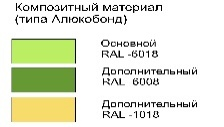 Композитный материал
(типа Алюкобонд)
Основной
RAL -6018
Дополнительный
RAL 6008
Дополнительный
RAL -1018